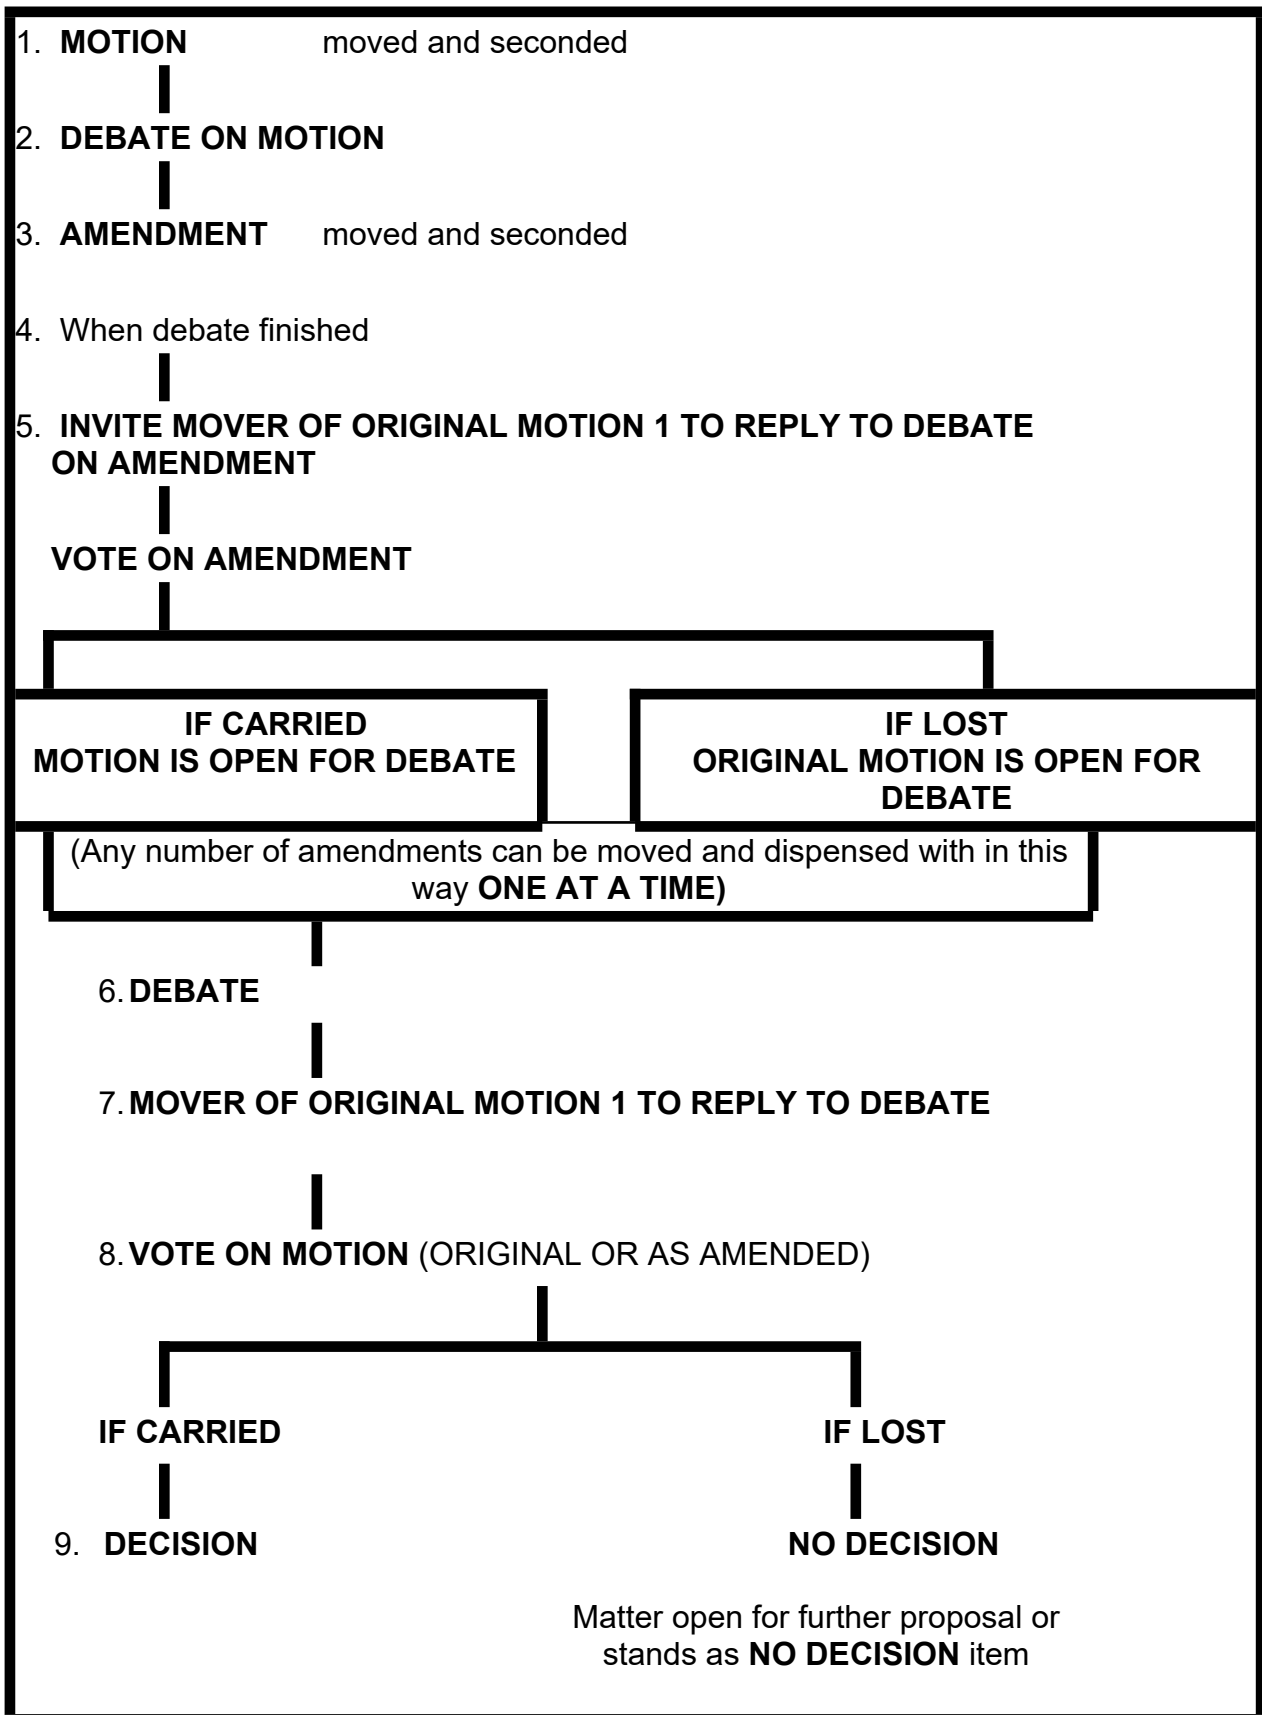 1. MOTION moved and seconded
2. DEBATE ON MOTION
3. AMENDMENT moved and seconded
4. When debate finished
5. INVITE MOVER OF ORIGINAL MOTION 1 TO REPLY TO DEBATE
ON AMENDMENT
VOTE ON AMENDMENT
IF CARRIED
MOTION IS OPEN FOR DEBATE
IF LOST
ORIGINAL MOTION IS OPEN FOR
DEBATE
(Any number of amendments can be moved and dispensed with in this
way ONE AT A TIME)
6. DEBATE
7. MOVER OF ORIGINAL MOTION 1 TO REPLY TO DEBATE
8. VOTE ON MOTION (ORIGINAL OR AS AMENDED)
IF CARRIED
IF LOST
9. DECISION
NO DECISION
Matter open for further proposal or
stands as NO DECISION item